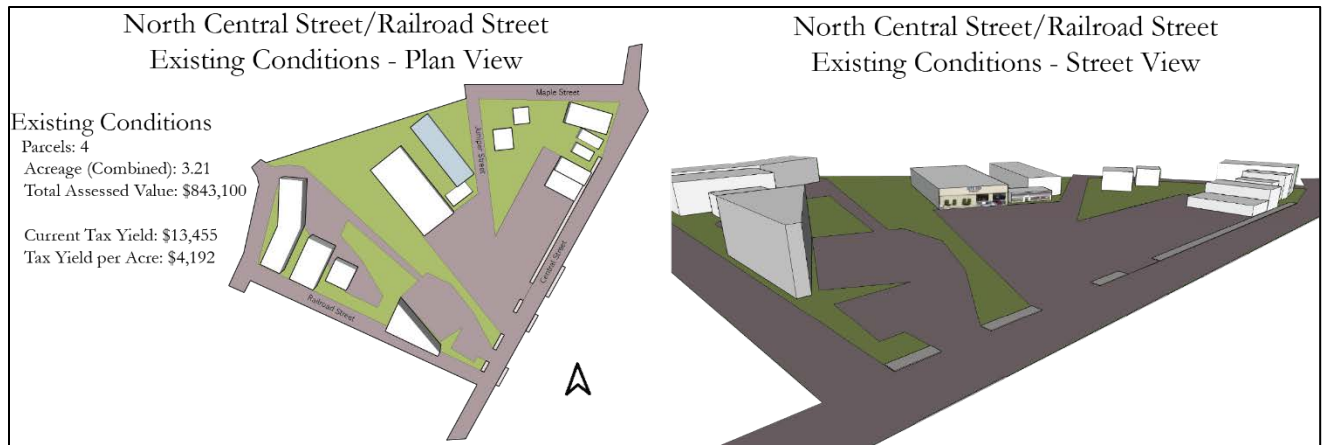 North Central Street/Railroad Street
Existing Conditions - Plan View
Existing Conditions
Parcels: 4
Acreage (Combined): 3.21
Total Assessed Value: $843,100
Current Tax Yield: $13,455
Tax Yield per Acre: $4,192
Maple Street
Juniper Street
Central Street
Railroad Street
North Central Street/Railroad Street
Existing Conditions - Street View